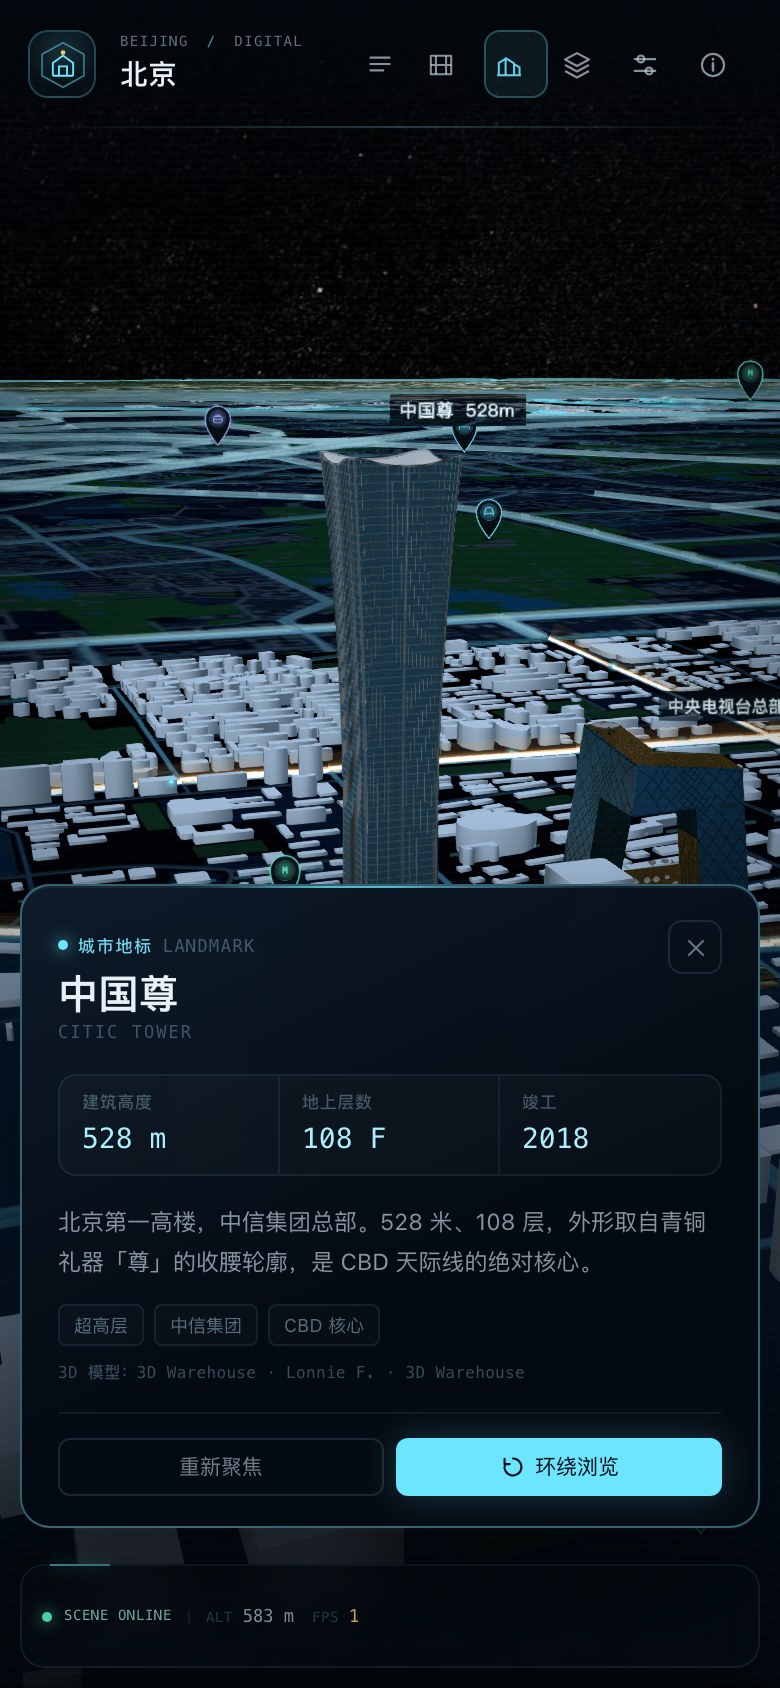 BEIJING / DIGITAL
北京
中国尊 528m
中央电视台总部
城市地标 LANDMARK
中国尊
CITIC TOWER
建筑高度 地上层数 竣工
528 m 108 F 2018
北京第一高楼，中信集团总部。528 米、108 层，外形取自青铜
礼器「尊」的收腰轮廓，是 CBD 天际线的绝对核心。
超高层 中信集团 CBD 核心
3D 模型: 3D Warehouse · Lonnie F. · 3D Warehouse
重新聚焦 环绕浏览
SCENE ONLINE | ALT 583 m FPS 1